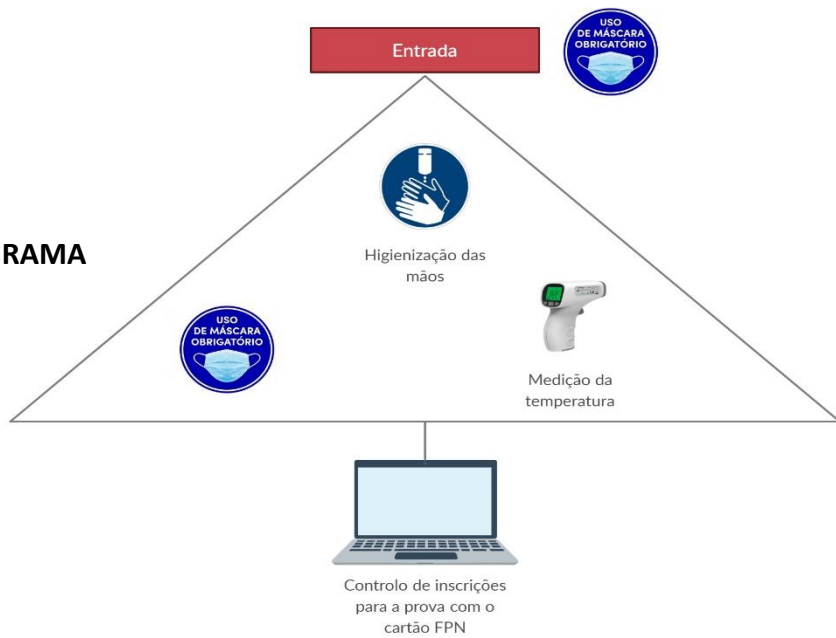 Entrada
USO
DE MÁSCARA
OBRIGATÓRIO
Higienização das
mãos
RAMA
USO
DE MÁSCARA
OBRIGATÓRIO
Medição da
temperatura
Controlo de inscrições
para a prova com o
cartão FPN